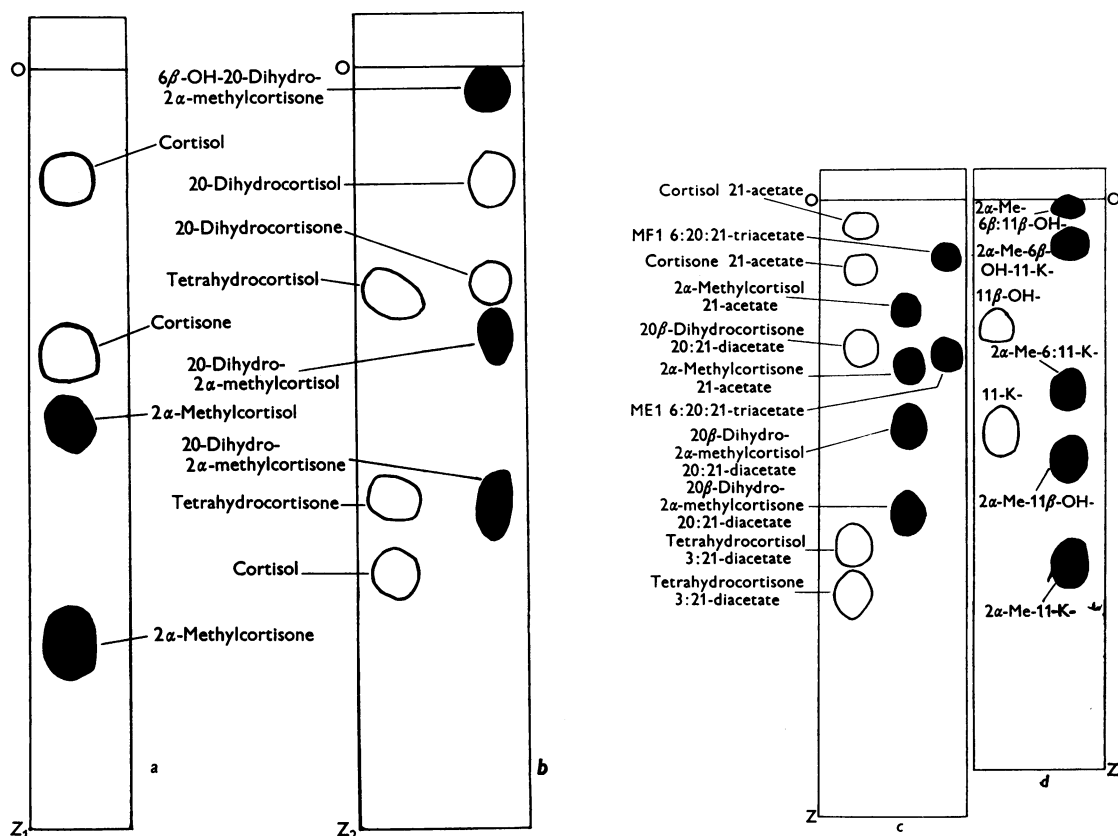 O
Cortisol
Cortisone
2α-Methylcortisol
2α-Methylcortisone
a
Z1
O
6β-OH-20-Dihydro-
2α-methylcortisone
20-Dihydrocortisol
20-Dihydrocortisone
Tetrahydrocortisol
20-Dihydro-
2α-methylcortisol
20-Dihydro-
2α-methylcortisone
Tetrahydrocortisone
Cortisol
b
Z2
Cortisol 21-acetate
O
MF1 6:20:21-triacetate
Cortisone 21-acetate
2α-Methylcortisol
21-acetate
20β-Dihydrocortisone
20:21-diacetate
2α-Methylcortisone
21-acetate
ME1 6:20:21-triacetate
20β-Dihydro-
2α-methylcortisol
20:21-diacetate
20β-Dihydro-
2α-methylcortisone
20:21-diacetate
Tetrahydrocortisol
3:21-diacetate
Tetrahydrocortisone
3:21-diacetate
Z
c
O
2α-Me-
6β:11β-OH-
2α-Me-6β-
OH-11-K-
11β-OH-
2α-Me-6:11-K-
11-K-
2α-Me-11β-OH-
2α-Me-11-K-
Z
d